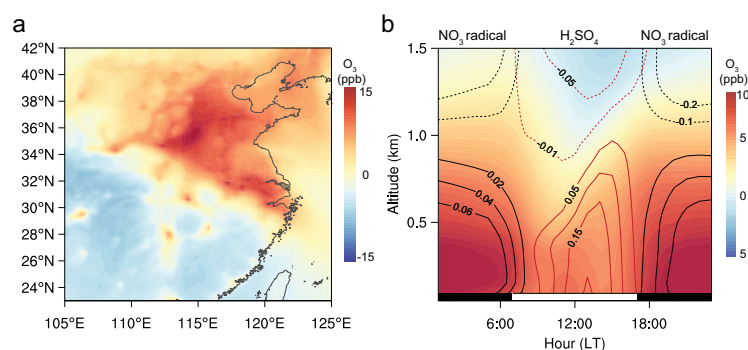 a
42°N
40°N
38°N
36°N
34°N
32°N
30°N
28°N
26°N
24°N
105°E 110°E 115°E 120°E 125°E
O3
(ppb)
15
0
-15
b
NO3 radical H2SO4 NO3 radical
1.5
1.0
0.5
Altitude (km)
-0.05
-0.01
-0.2
-0.1
0.02
0.04
0.06
0.05
0.15
6:00 12:00 18:00
Hour (LT)
O3
(ppb)
10
5
0
5